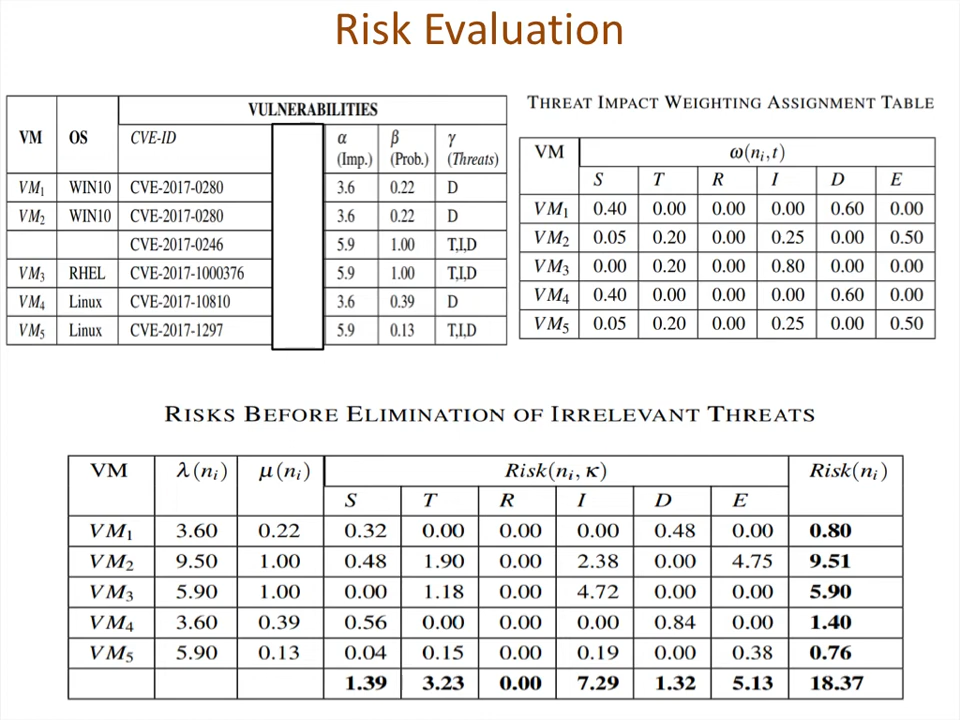 Risk Evaluation
VM OS VULNERABILITIES
CVE-ID α (Imp.) β (Prob.) γ (Threats)
VM1 WIN10 CVE-2017-0280 3.6 0.22 D
VM2 WIN10 CVE-2017-0280 3.6 0.22 D
CVE-2017-0246 5.9 1.00 T,I,D
VM3 RHEL CVE-2017-1000376 5.9 1.00 T,I,D
VM4 Linux CVE-2017-10810 3.6 0.39 D
VM5 Linux CVE-2017-1297 5.9 0.13 T,I,D
THREAT IMPACT WEIGHTING ASSIGNMENT TABLE
VM ω(ni,t)
S T R I D E
VM1 0.40 0.00 0.00 0.00 0.60 0.00
VM2 0.05 0.20 0.00 0.25 0.00 0.50
VM3 0.00 0.20 0.00 0.80 0.00 0.00
VM4 0.40 0.00 0.00 0.00 0.60 0.00
VM5 0.05 0.20 0.00 0.25 0.00 0.50
RISKS BEFORE ELIMINATION OF IRRELEVANT THREATS
VM λ(ni) μ(ni) Risk(ni,κ) Risk(ni)
S T R I D E
VM1 3.60 0.22 0.32 0.00 0.00 0.00 0.48 0.00 0.80
VM2 9.50 1.00 0.48 1.90 0.00 2.38 0.00 4.75 9.51
VM3 5.90 1.00 0.00 1.18 0.00 4.72 0.00 0.00 5.90
VM4 3.60 0.39 0.56 0.00 0.00 0.00 0.84 0.00 1.40
VM5 5.90 0.13 0.04 0.15 0.00 0.19 0.00 0.38 0.76
1.39 3.23 0.00 7.29 1.32 5.13 18.37